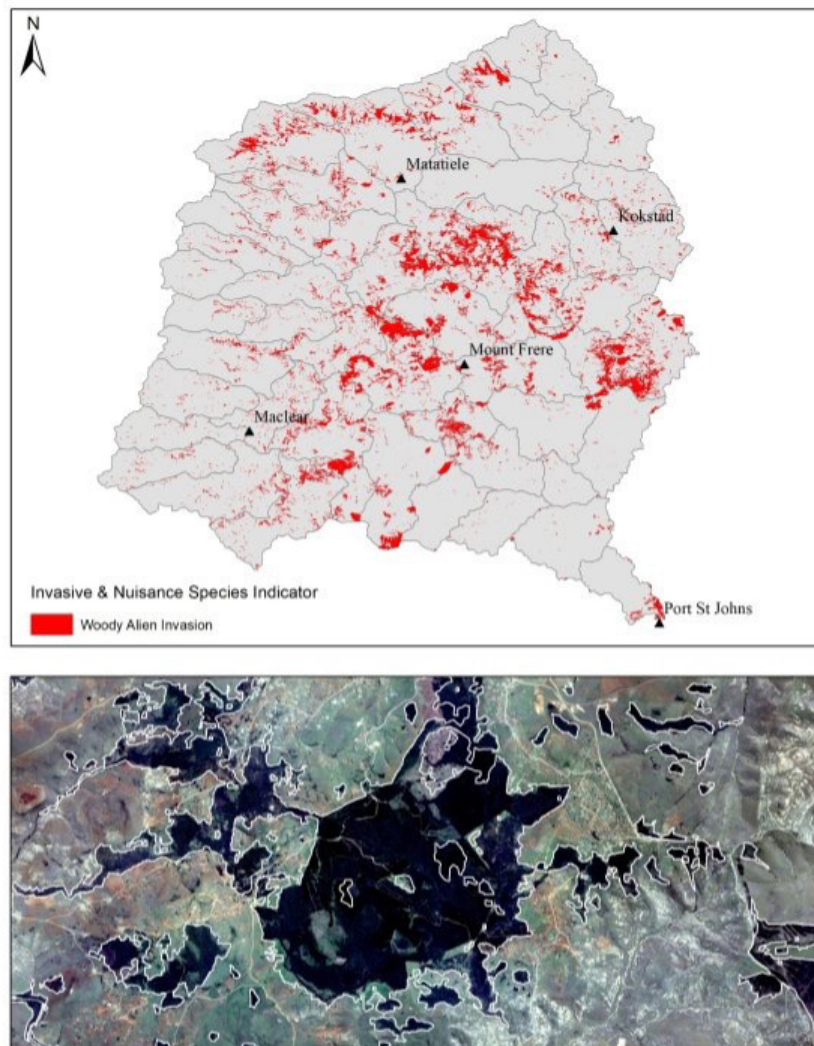 N
Matatiele
Kokstad
Mount Frere
Maclear
Port St Johns
Invasive & Nuisance Species Indicator
Woody Alien Invasion